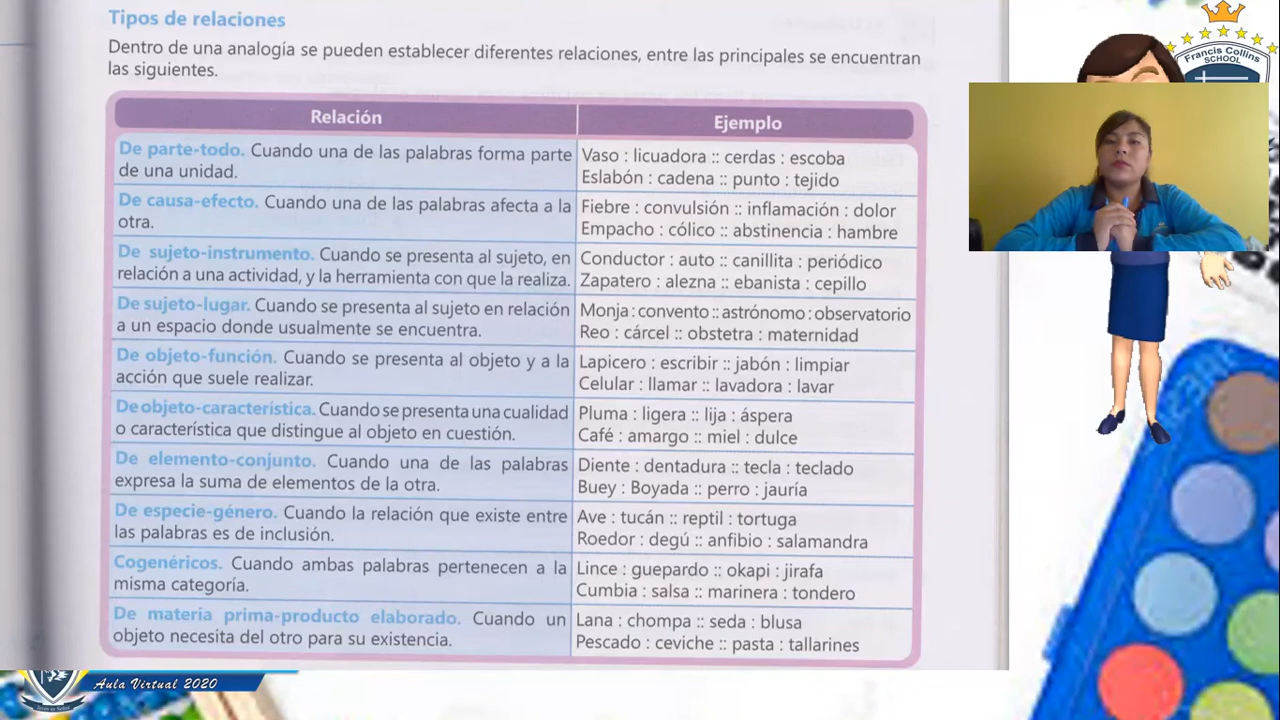 Tipos de relaciones
Dentro de una analogía se pueden establecer diferentes relaciones, entre las principales se encuentran
las siguientes.
Relación
Ejemplo
De parte-todo. Cuando una de las palabras forma parte
de una unidad.
Vaso : licuadora :: cerdas : escoba
Eslabón : cadena :: punto : tejido
De causa-efecto. Cuando una de las palabras afecta a la
otra.
Fiebre : convulsión :: inflamación : dolor
Empacho : cólico :: abstinencia : hambre
De sujeto-instrumento. Cuando se presenta al sujeto, en
relación a una actividad, y la herramienta con que la realiza.
Conductor : auto :: canillita : periódico
Zapatero : alezna :: ebanista : cepillo
De sujeto-lugar. Cuando se presenta al sujeto en relación
a un espacio donde usualmente se encuentra.
Monja : convento :: astrónomo : observatorio
Reo : cárcel :: obstetra : maternidad
De objeto-función. Cuando se presenta al objeto y a la
acción que suele realizar.
Lapicero : escribir :: jabón : limpiar
Celular : llamar :: lavadora : lavar
De objeto-característica. Cuando se presenta una cualidad
o característica que distingue al objeto en cuestión.
Pluma : ligera :: lija : áspera
Café : amargo :: miel : dulce
De elemento-conjunto. Cuando una de las palabras
expresa la suma de elementos de la otra.
Diente : dentadura :: tecla : teclado
Buey : Boyada :: perro : jauría
De especie-género. Cuando la relación que existe entre
las palabras es de inclusión.
Ave : tucán :: reptil : tortuga
Roedor : degú :: anfibio : salamandra
Cogenéricos. Cuando ambas palabras pertenecen a la
misma categoría.
Lince : guepardo :: okapi : jirafa
Cumbia : salsa :: marinera : tondero
De materia prima-producto elaborado. Cuando un
objeto necesita del otro para su existencia.
Lana : chompa :: seda : blusa
Pescado : ceviche :: pasta : tallarines
Francis Collins
SCHOOL
Aula Virtual 2020